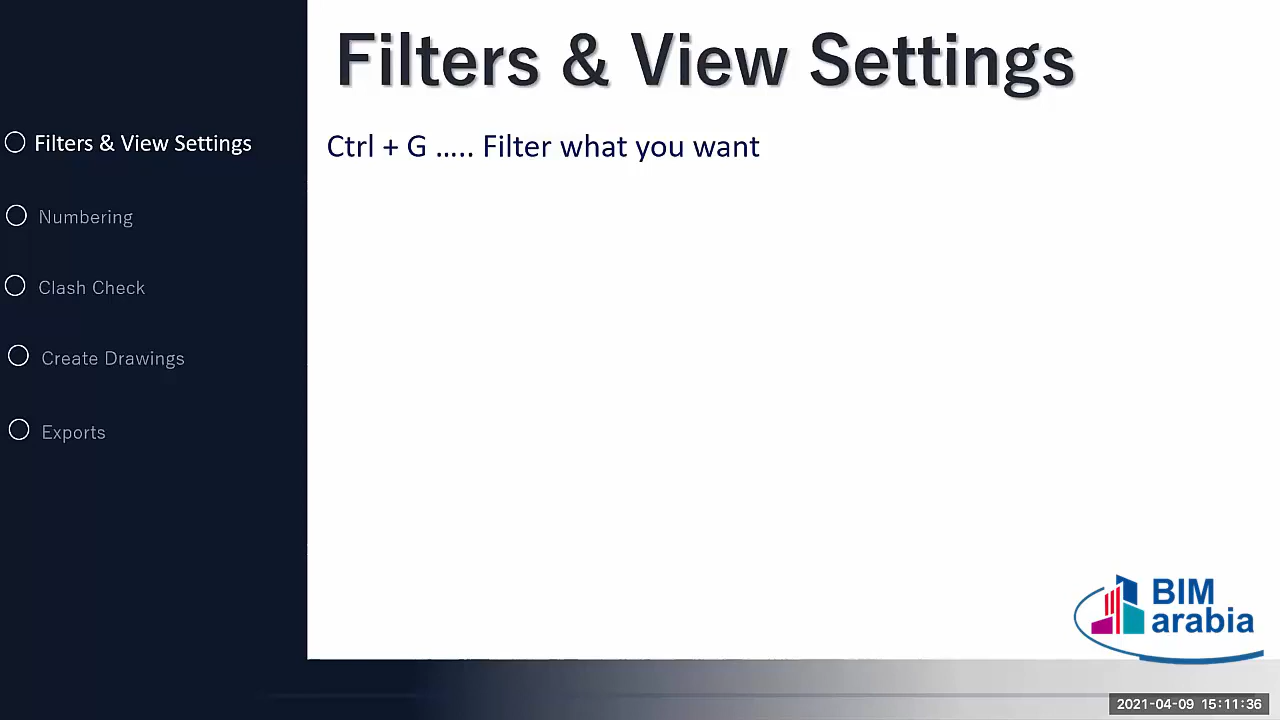 Filters & View Settings
Ctrl + G ..... Filter what you want
Filters & View Settings
Numbering
Clash Check
Create Drawings
Exports
BIM
arabia
2021-04-09 15:11:36